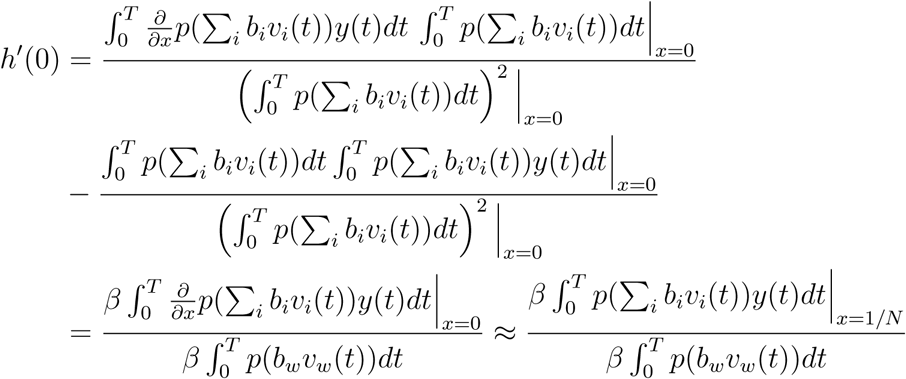 h'(0) = \frac{\int_0^T \frac{\partial}{\partial x} p(\sum_i b_i v_i(t)) y(t) dt \int_0^T p(\sum_i b_i v_i(t)) dt \Big|_{x=0}}{\left( \int_0^T p(\sum_i b_i v_i(t)) dt \right)^2 \Big|_{x=0}}
- \frac{\int_0^T p(\sum_i b_i v_i(t)) dt \int_0^T p(\sum_i b_i v_i(t)) y(t) dt \Big|_{x=0}}{\left( \int_0^T p(\sum_i b_i v_i(t)) dt \right)^2 \Big|_{x=0}}
= \frac{\beta \int_0^T \frac{\partial}{\partial x} p(\sum_i b_i v_i(t)) y(t) dt \Big|_{x=0}}{\beta \int_0^T p(b_w v_w(t)) dt} \approx \frac{\beta \int_0^T p(\sum_i b_i v_i(t)) y(t) dt \Big|_{x=1/N}}{\beta \int_0^T p(b_w v_w(t)) dt}